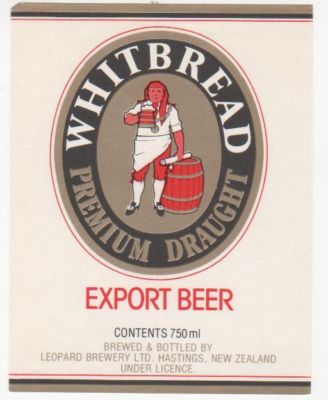 WHITBREAD
PREMIUM DRAUGHT
EXPORT BEER
CONTENTS 750ml
BREWED & BOTTLED BY
LEOPARD BREWERY LTD. HASTINGS, NEW ZEALAND
UNDER LICENCE.